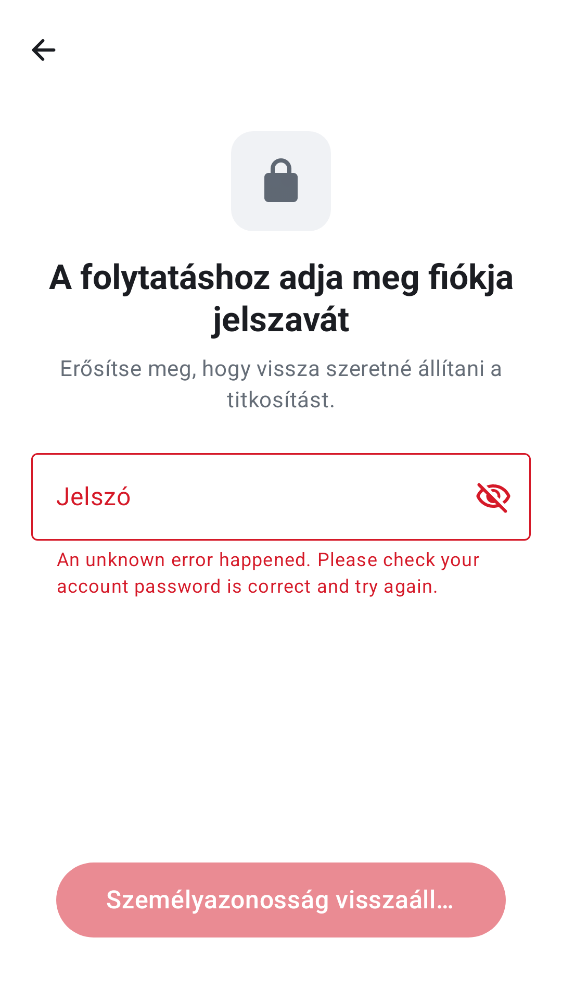 A folytatáshoz adja meg fiókja
jelszavát
Erősítse meg, hogy vissza szeretné állítani a
titkosítást.
Jelszó
An unknown error happened. Please check your
account password is correct and try again.
Személyazonosság visszaáll…